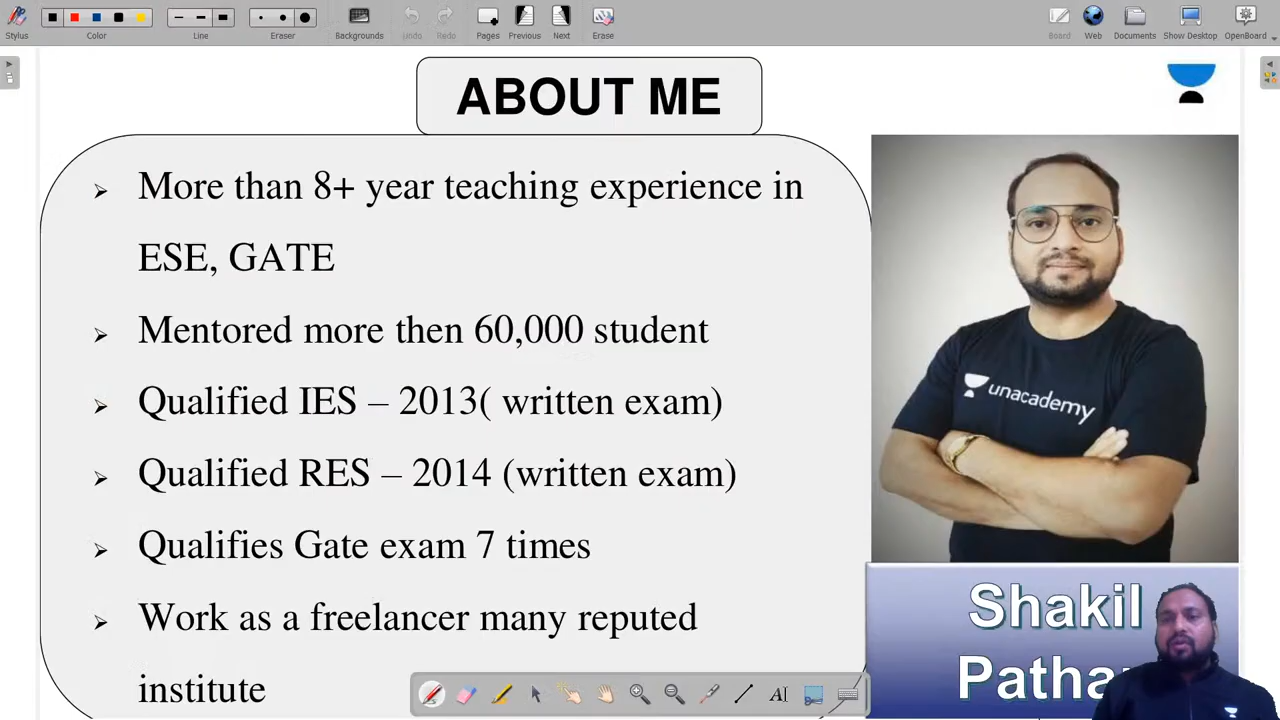 Stylus
Color
Line
Eraser
Backgrounds
Undo
Redo
Pages
Previous
Next
Erase
Board
Web
Documents
Show Desktop
OpenBoard
ABOUT ME
More than 8+ year teaching experience in
ESE, GATE
Mentored more then 60,000 student
Qualified IES – 2013( written exam)
Qualified RES – 2014 (written exam)
Qualifies Gate exam 7 times
Work as a freelancer many reputed
institute
unacademy
Shakil
AI